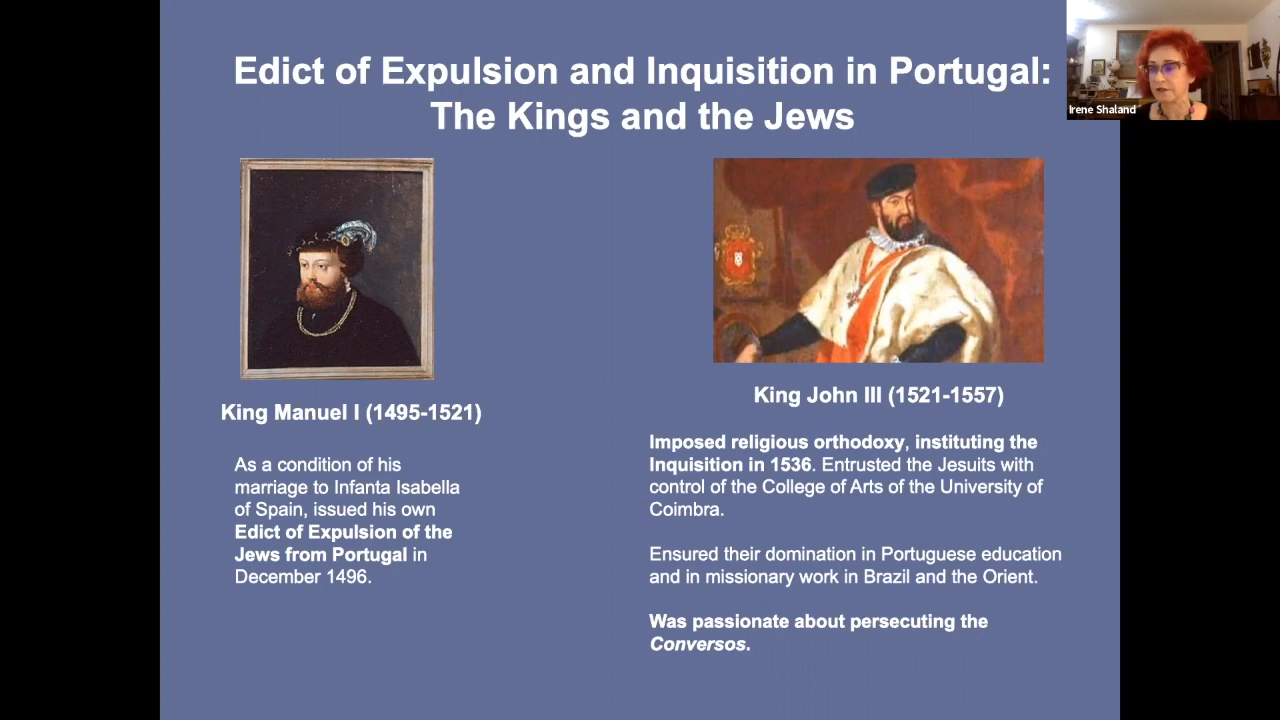 Edict of Expulsion and Inquisition in Portugal:
The Kings and the Jews
Irene Shaland
King Manuel I (1495-1521)
As a condition of his
marriage to Infanta Isabella
of Spain, issued his own
Edict of Expulsion of the
Jews from Portugal in
December 1496.
King John III (1521-1557)
Imposed religious orthodoxy, instituting the
Inquisition in 1536. Entrusted the Jesuits with
control of the College of Arts of the University of
Coimbra.
Ensured their domination in Portuguese education
and in missionary work in Brazil and the Orient.
Was passionate about persecuting the
Conversos.